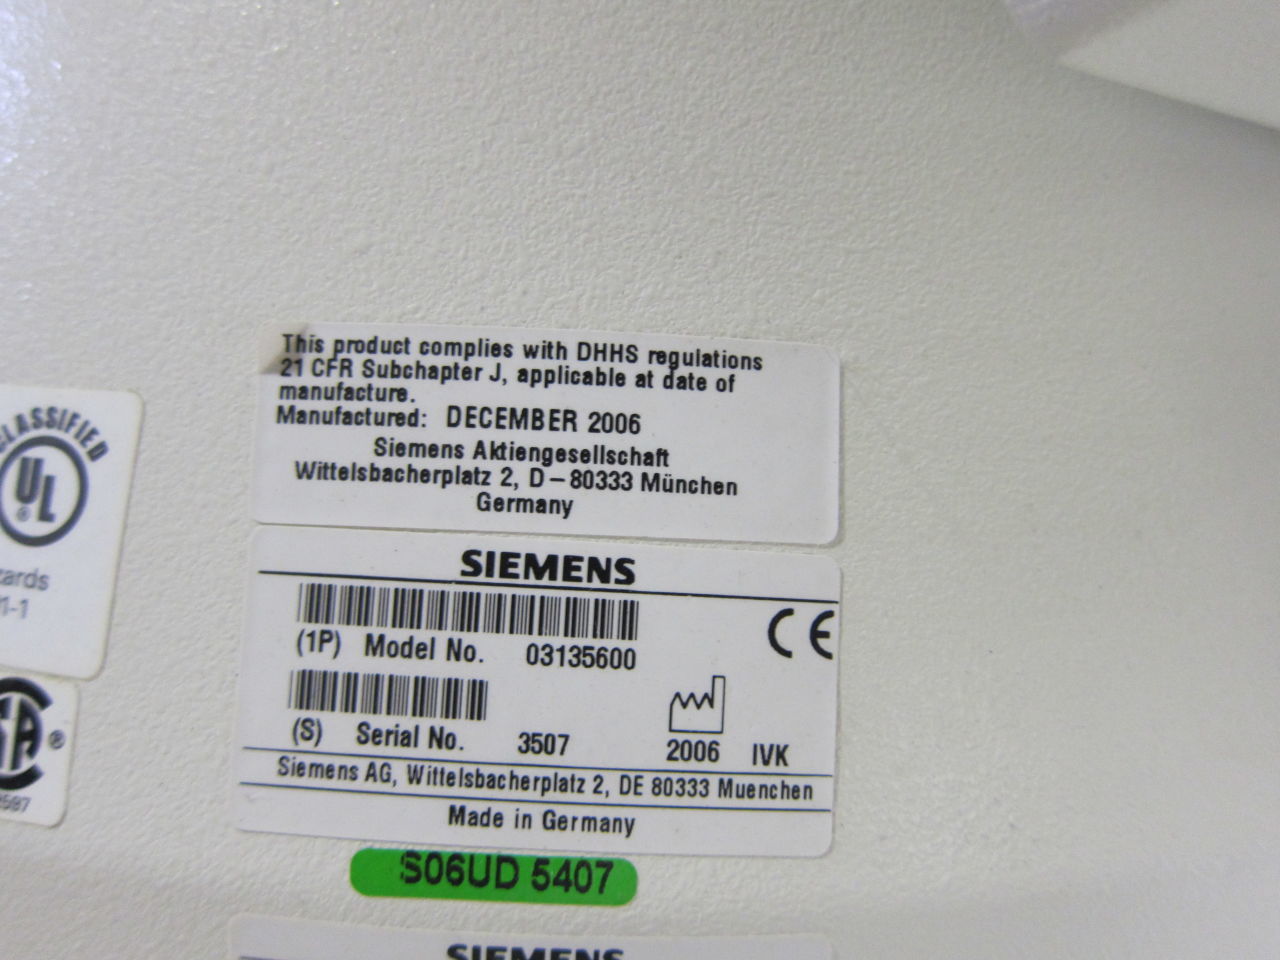 This product complies with DHHS regulations
21 CFR Subchapter J, applicable at date of
manufacture.
Manufactured: DECEMBER 2006
Siemens Aktiengesellschaft
Wittelsbacherplatz 2, D-80333 München
Germany
CLASSIFIED
UL
®
SIEMENS
(1P) Model No. 03135600
CE
(S) Serial No. 3507
2006 IVK
Siemens AG, Wittelsbacherplatz 2, DE 80333 Muenchen
Made in Germany
®
S06UD 5407
SIEMENS